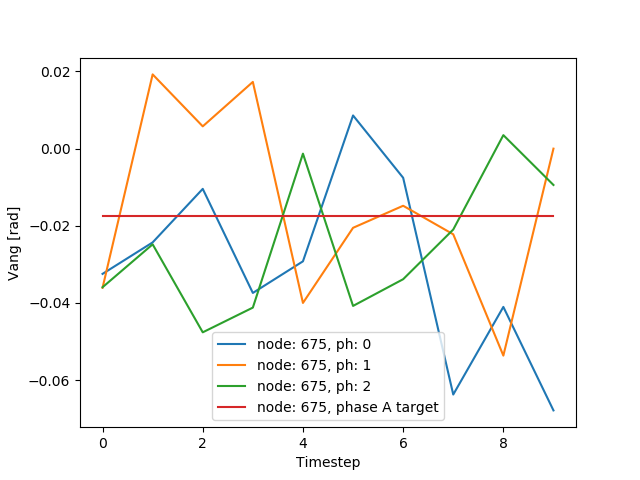 0.02
0.00
−0.02
−0.04
−0.06
Vang [rad]
node: 675, ph: 0
node: 675, ph: 1
node: 675, ph: 2
node: 675, phase A target
0 2 4 6 8
Timestep